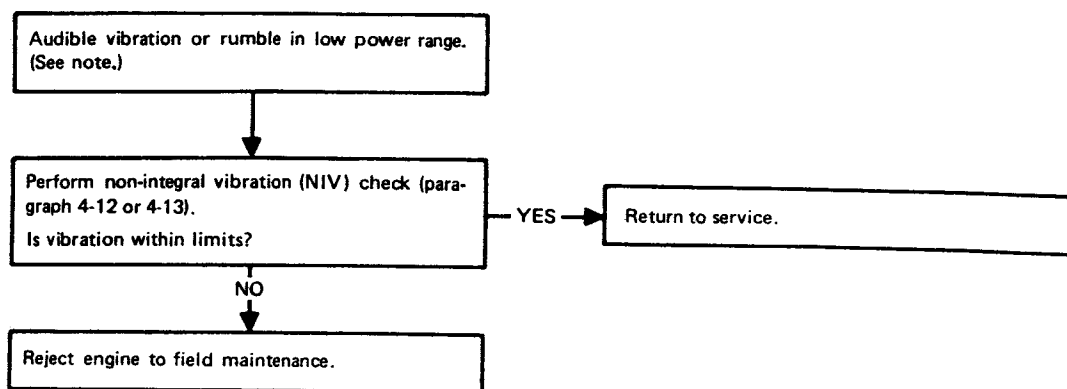 Audible vibration or rumble in low power range.
(See note.)
Perform non-integral vibration (NIV) check (para-
graph 4-12 or 4-13).
Is vibration within limits?
YES
Return to service.
NO
Reject engine to field maintenance.